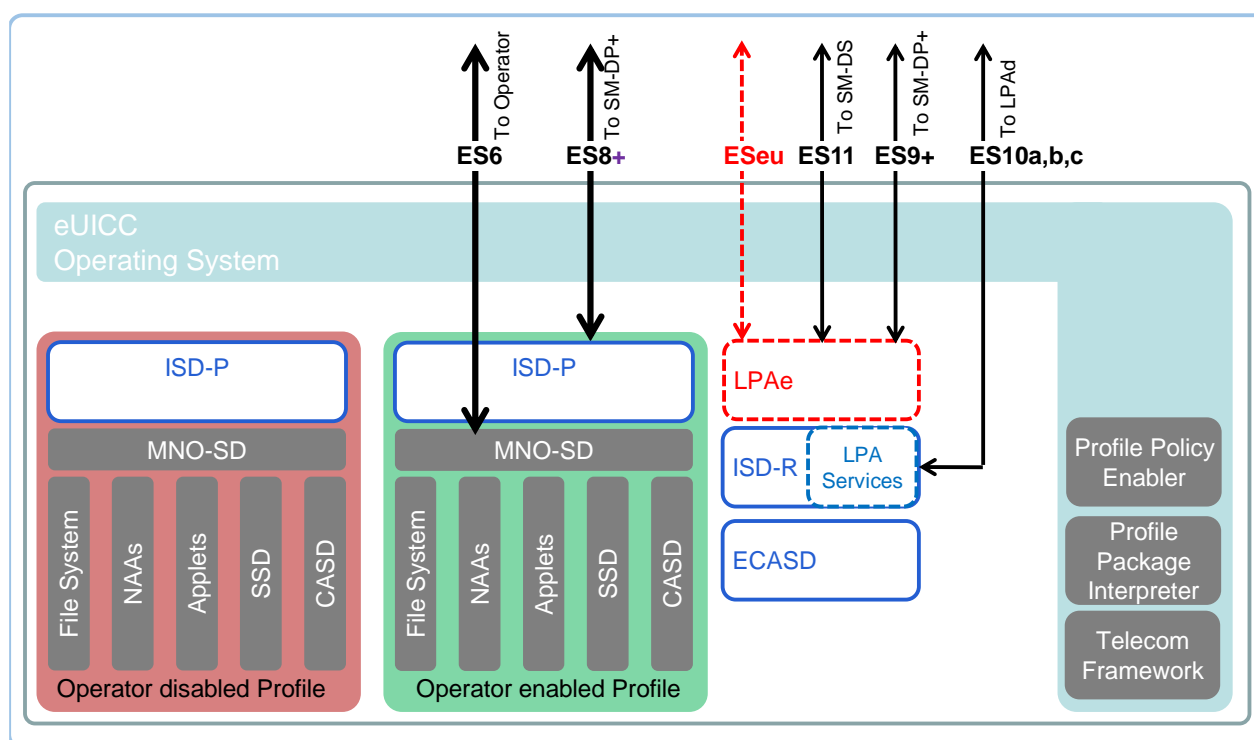 To Operator
To SM-DP+
To SM-DS
To SM-DP+
To LPAd
ES6
ES8+
ESeu
ES11
ES9+
ES10a,b,c
eUICC
Operating System
ISD-P
MNO-SD
File System
NAAs
Applets
SSD
CASD
Operator disabled Profile
ISD-P
MNO-SD
File System
NAAs
Applets
SSD
CASD
Operator enabled Profile
LPAe
ISD-R
LPA
Services
ECASD
Profile Policy
Enabler
Profile
Package
Interpreter
Telecom
Framework